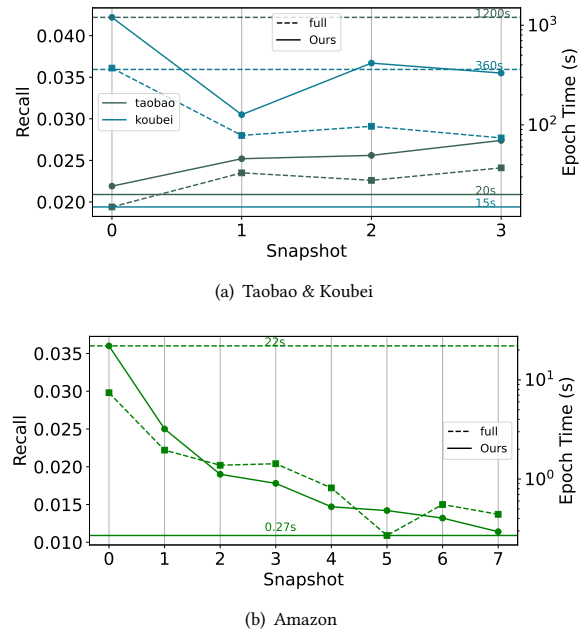 0.040
0.035
0.030
0.025
0.020
Recall
full
Ours
taobao
koubei
1200s
360s
20s
15s
10³
10²
Epoch Time (s)
0 1 2 3
Snapshot
(a) Taobao & Koubei
0.035
0.030
0.025
0.020
0.015
0.010
Recall
22s
0.27s
full
Ours
10¹
10⁰
Epoch Time (s)
0 1 2 3 4 5 6 7
Snapshot
(b) Amazon